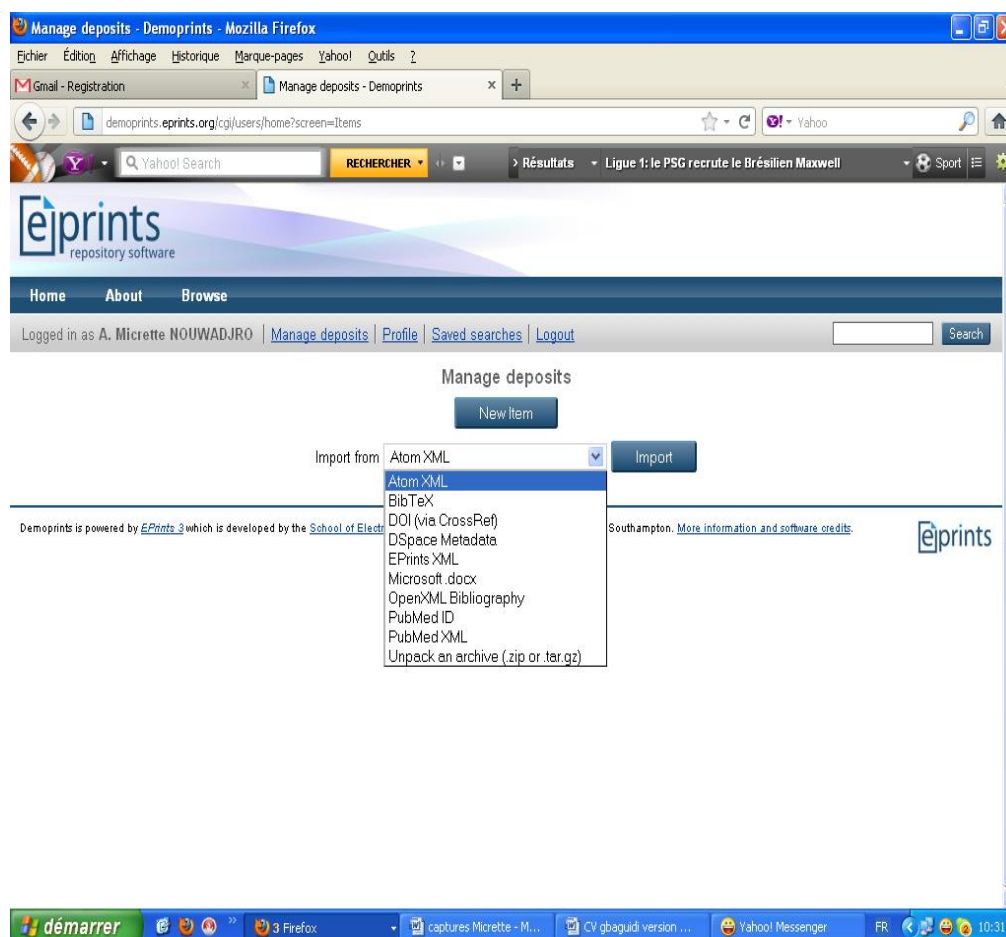 Manage deposits - Demoprints - Mozilla Firefox
Fichier Édition Affichage Historique Marque-pages Yahoo! Outils ?
Gmail - Registration × Manage deposits - Demoprints × +
demoprints.eprints.org/cgi/users/home?screen=Items Yahoo
Y! Yahoo! Search RECHERCHER > Résultats Ligue 1: le PSG recrute le Brésilien Maxwell Sport
eprints
repository software
Home About Browse
Logged in as A. Micrette NOUWADJRO | Manage deposits | Profile | Saved searches | Logout Search
Manage deposits
New Item
Import from Atom XML Import
Atom XML
BibTeX
DOI (via CrossRef)
DSpace Metadata
EPrints XML
Microsoft .docx
OpenXML Bibliography
PubMed ID
PubMed XML
Unpack an archive (.zip or .tar.gz)
Demoprints is powered by EPrints 3 which is developed by the School of Electr Southampton. More information and software credits. eprints
démarrer 3 Firefox captures Micrette - M... CV gbaguidi version ... Yahoo! Messenger FR 10:31